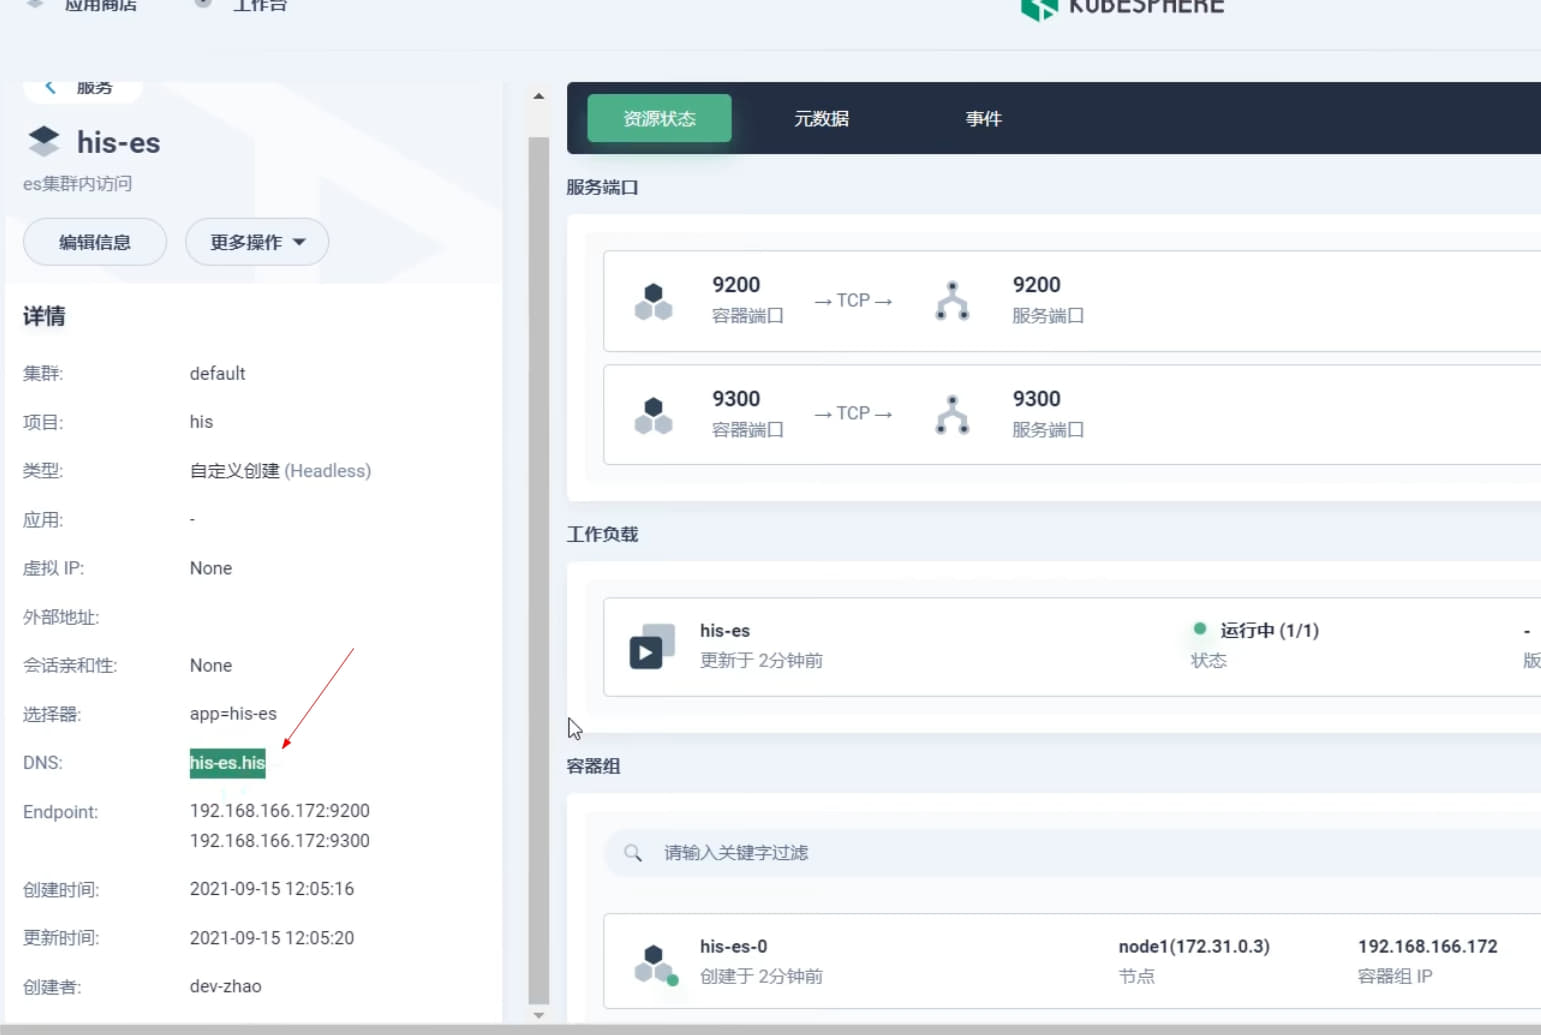 应用商店
工作台
KUBESPHERE
服务
his-es
es集群内访问
编辑信息
更多操作
详情
集群: default
项目: his
类型: 自定义创建 (Headless)
应用: -
虚拟 IP: None
外部地址:
会话亲和性: None
选择器: app=his-es
DNS: his-es.his
Endpoint: 192.168.166.172:9200
192.168.166.172:9300
创建时间: 2021-09-15 12:05:16
更新时间: 2021-09-15 12:05:20
创建者: dev-zhao
资源状态
元数据
事件
服务端口
9200 → TCP → 9200
容器端口 服务端口
9300 → TCP → 9300
容器端口 服务端口
工作负载
his-es 运行中 (1/1) -
更新于 2分钟前 状态 版
容器组
请输入关键字过滤
his-es-0 node1(172.31.0.3) 192.168.166.172
创建于 2分钟前 节点 容器组 IP